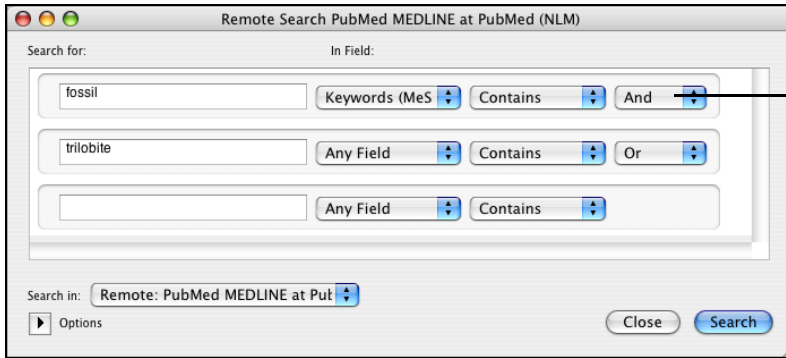 Remote Search PubMed MEDLINE at PubMed (NLM)
Search for: In Field:
fossil Keywords (MeS Contains And
trilobite Any Field Contains Or
Any Field Contains
Search in: Remote: PubMed MEDLINE at Put
Options Close Search